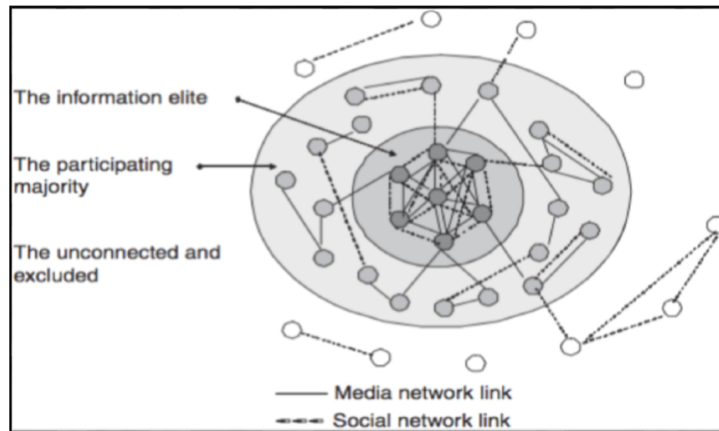 The information elite
The participating
majority
The unconnected and
excluded
Media network link
Social network link